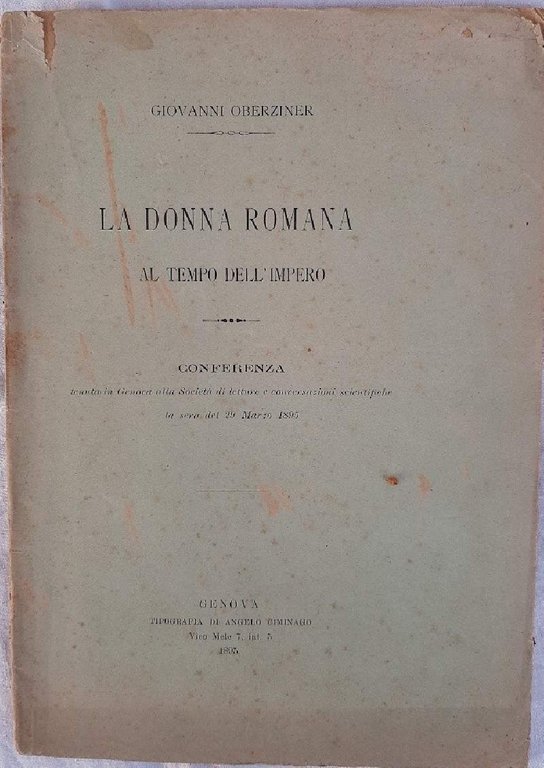 GIOVANNI OBERZINER
LA DONNA ROMANA
AL TEMPO DELL'IMPERO
CONFERENZA
tenuta in Genova alla Società di letture e conversazioni scientifiche
la sera del 29 Marzo 1895
GENOVA
TIPOGRAFIA DI ANGELO CIMINAGO
Vico Mele 7, int. 5
1895